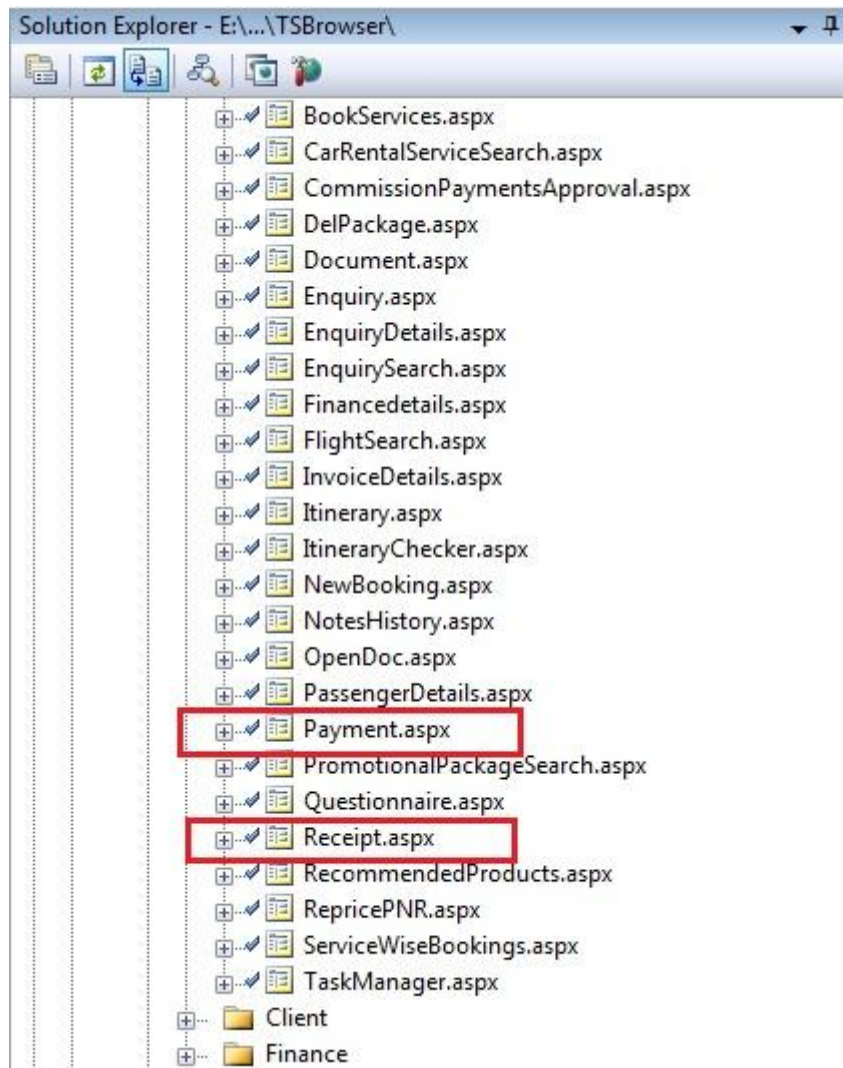 Solution Explorer - E:\...\TSBrowser\
BookServices.aspx
CarRentalServiceSearch.aspx
CommissionPaymentsApproval.aspx
DelPackage.aspx
Document.aspx
Enquiry.aspx
EnquiryDetails.aspx
EnquirySearch.aspx
Financedetails.aspx
FlightSearch.aspx
InvoiceDetails.aspx
Itinerary.aspx
ItineraryChecker.aspx
NewBooking.aspx
NotesHistory.aspx
OpenDoc.aspx
PassengerDetails.aspx
Payment.aspx
PromotionalPackageSearch.aspx
Questionnaire.aspx
Receipt.aspx
RecommendedProducts.aspx
RepricePNR.aspx
ServiceWiseBookings.aspx
TaskManager.aspx
Client
Finance